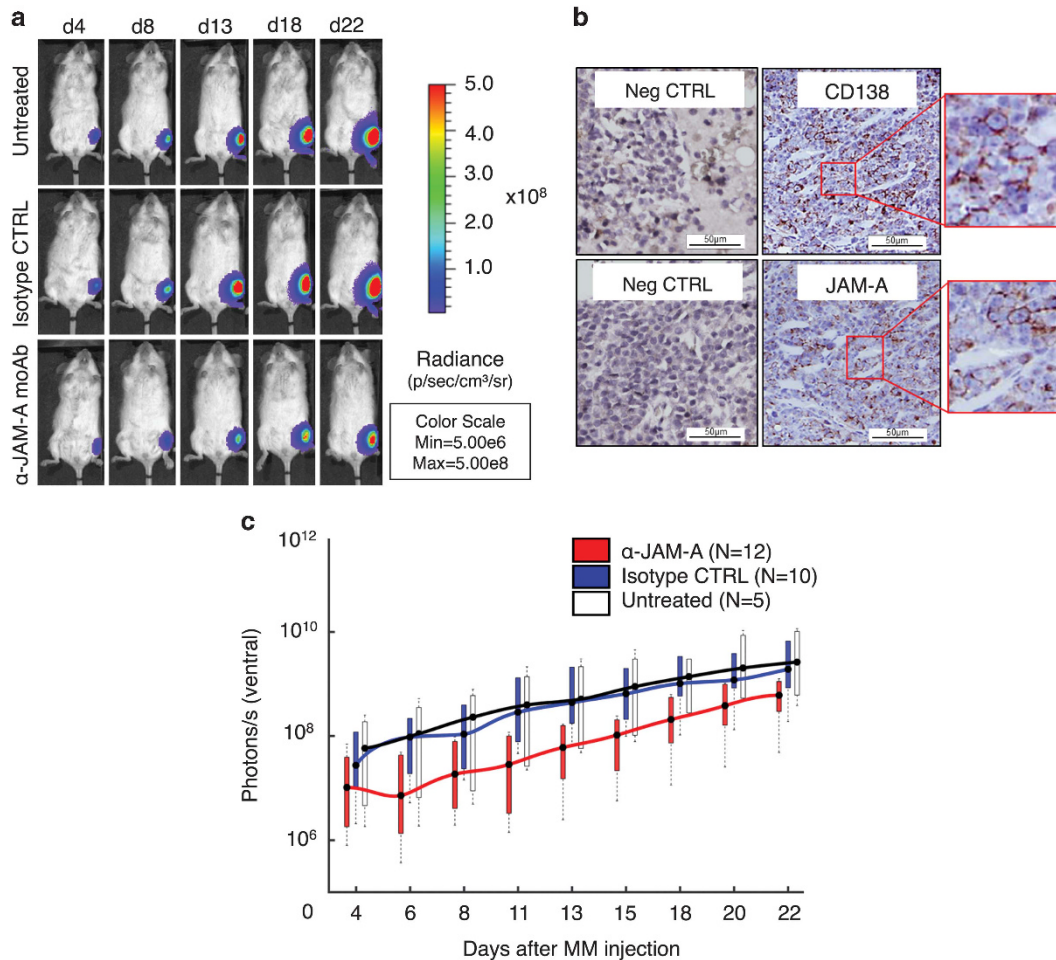 a
d4 d8 d13 d18 d22
Untreated
Isotype CTRL
α-JAM-A moAb
5.0
4.0
3.0
2.0
1.0
x10⁸
Radiance
(p/sec/cm³/sr)
Color Scale
Min=5.00e6
Max=5.00e8
b
Neg CTRL
50μm
CD138
50μm
Neg CTRL
50μm
JAM-A
50μm
c
α-JAM-A (N=12)
Isotype CTRL (N=10)
Untreated (N=5)
Photons/s (ventral)
10¹²
10¹⁰
10⁸
10⁶
0
4 6 8 11 13 15 18 20 22
Days after MM injection